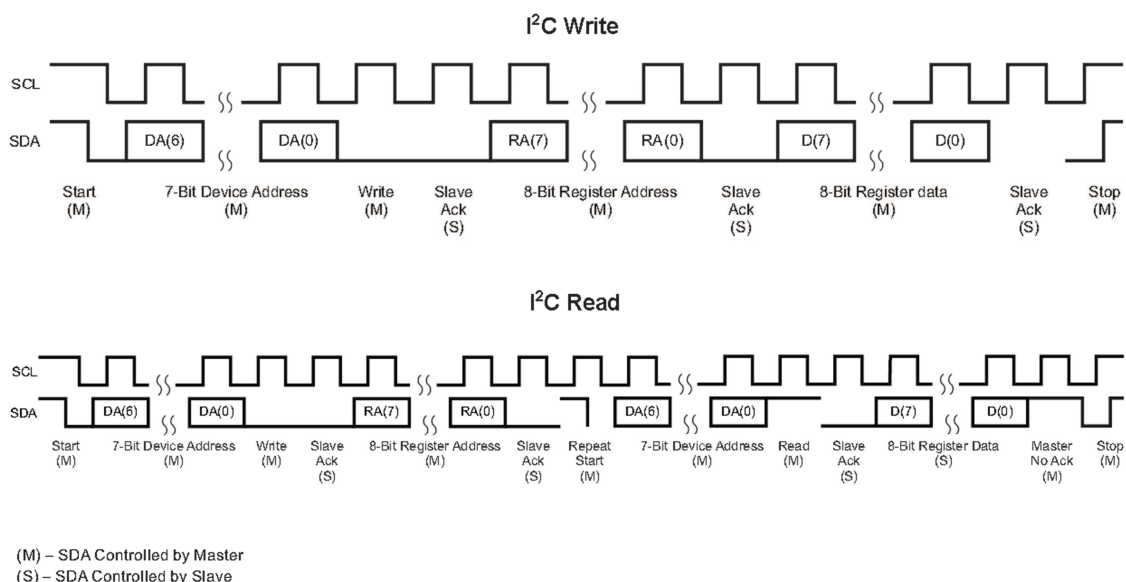 I²C Write
SCL
SDA DA(6) DA(0) RA(7) RA(0) D(7) D(0)
Start 7-Bit Device Address Write Slave 8-Bit Register Address Slave 8-Bit Register data Slave Stop
(M) (M) (M) Ack (M) Ack (M) Ack (M)
(S) (S) (S)
I²C Read
SCL
SDA DA(6) DA(0) RA(7) RA(0) DA(6) DA(0) D(7) D(0)
Start 7-Bit Device Address Write Slave 8-Bit Register Address Slave Repeat 7-Bit Device Address Read Slave 8-Bit Register Data Master Stop
(M) (M) (M) Ack (M) Ack Start (M) (M) Ack (S) No Ack (M)
(S) (S) (M) (S) (M)
(M) – SDA Controlled by Master
(S) – SDA Controlled by Slave